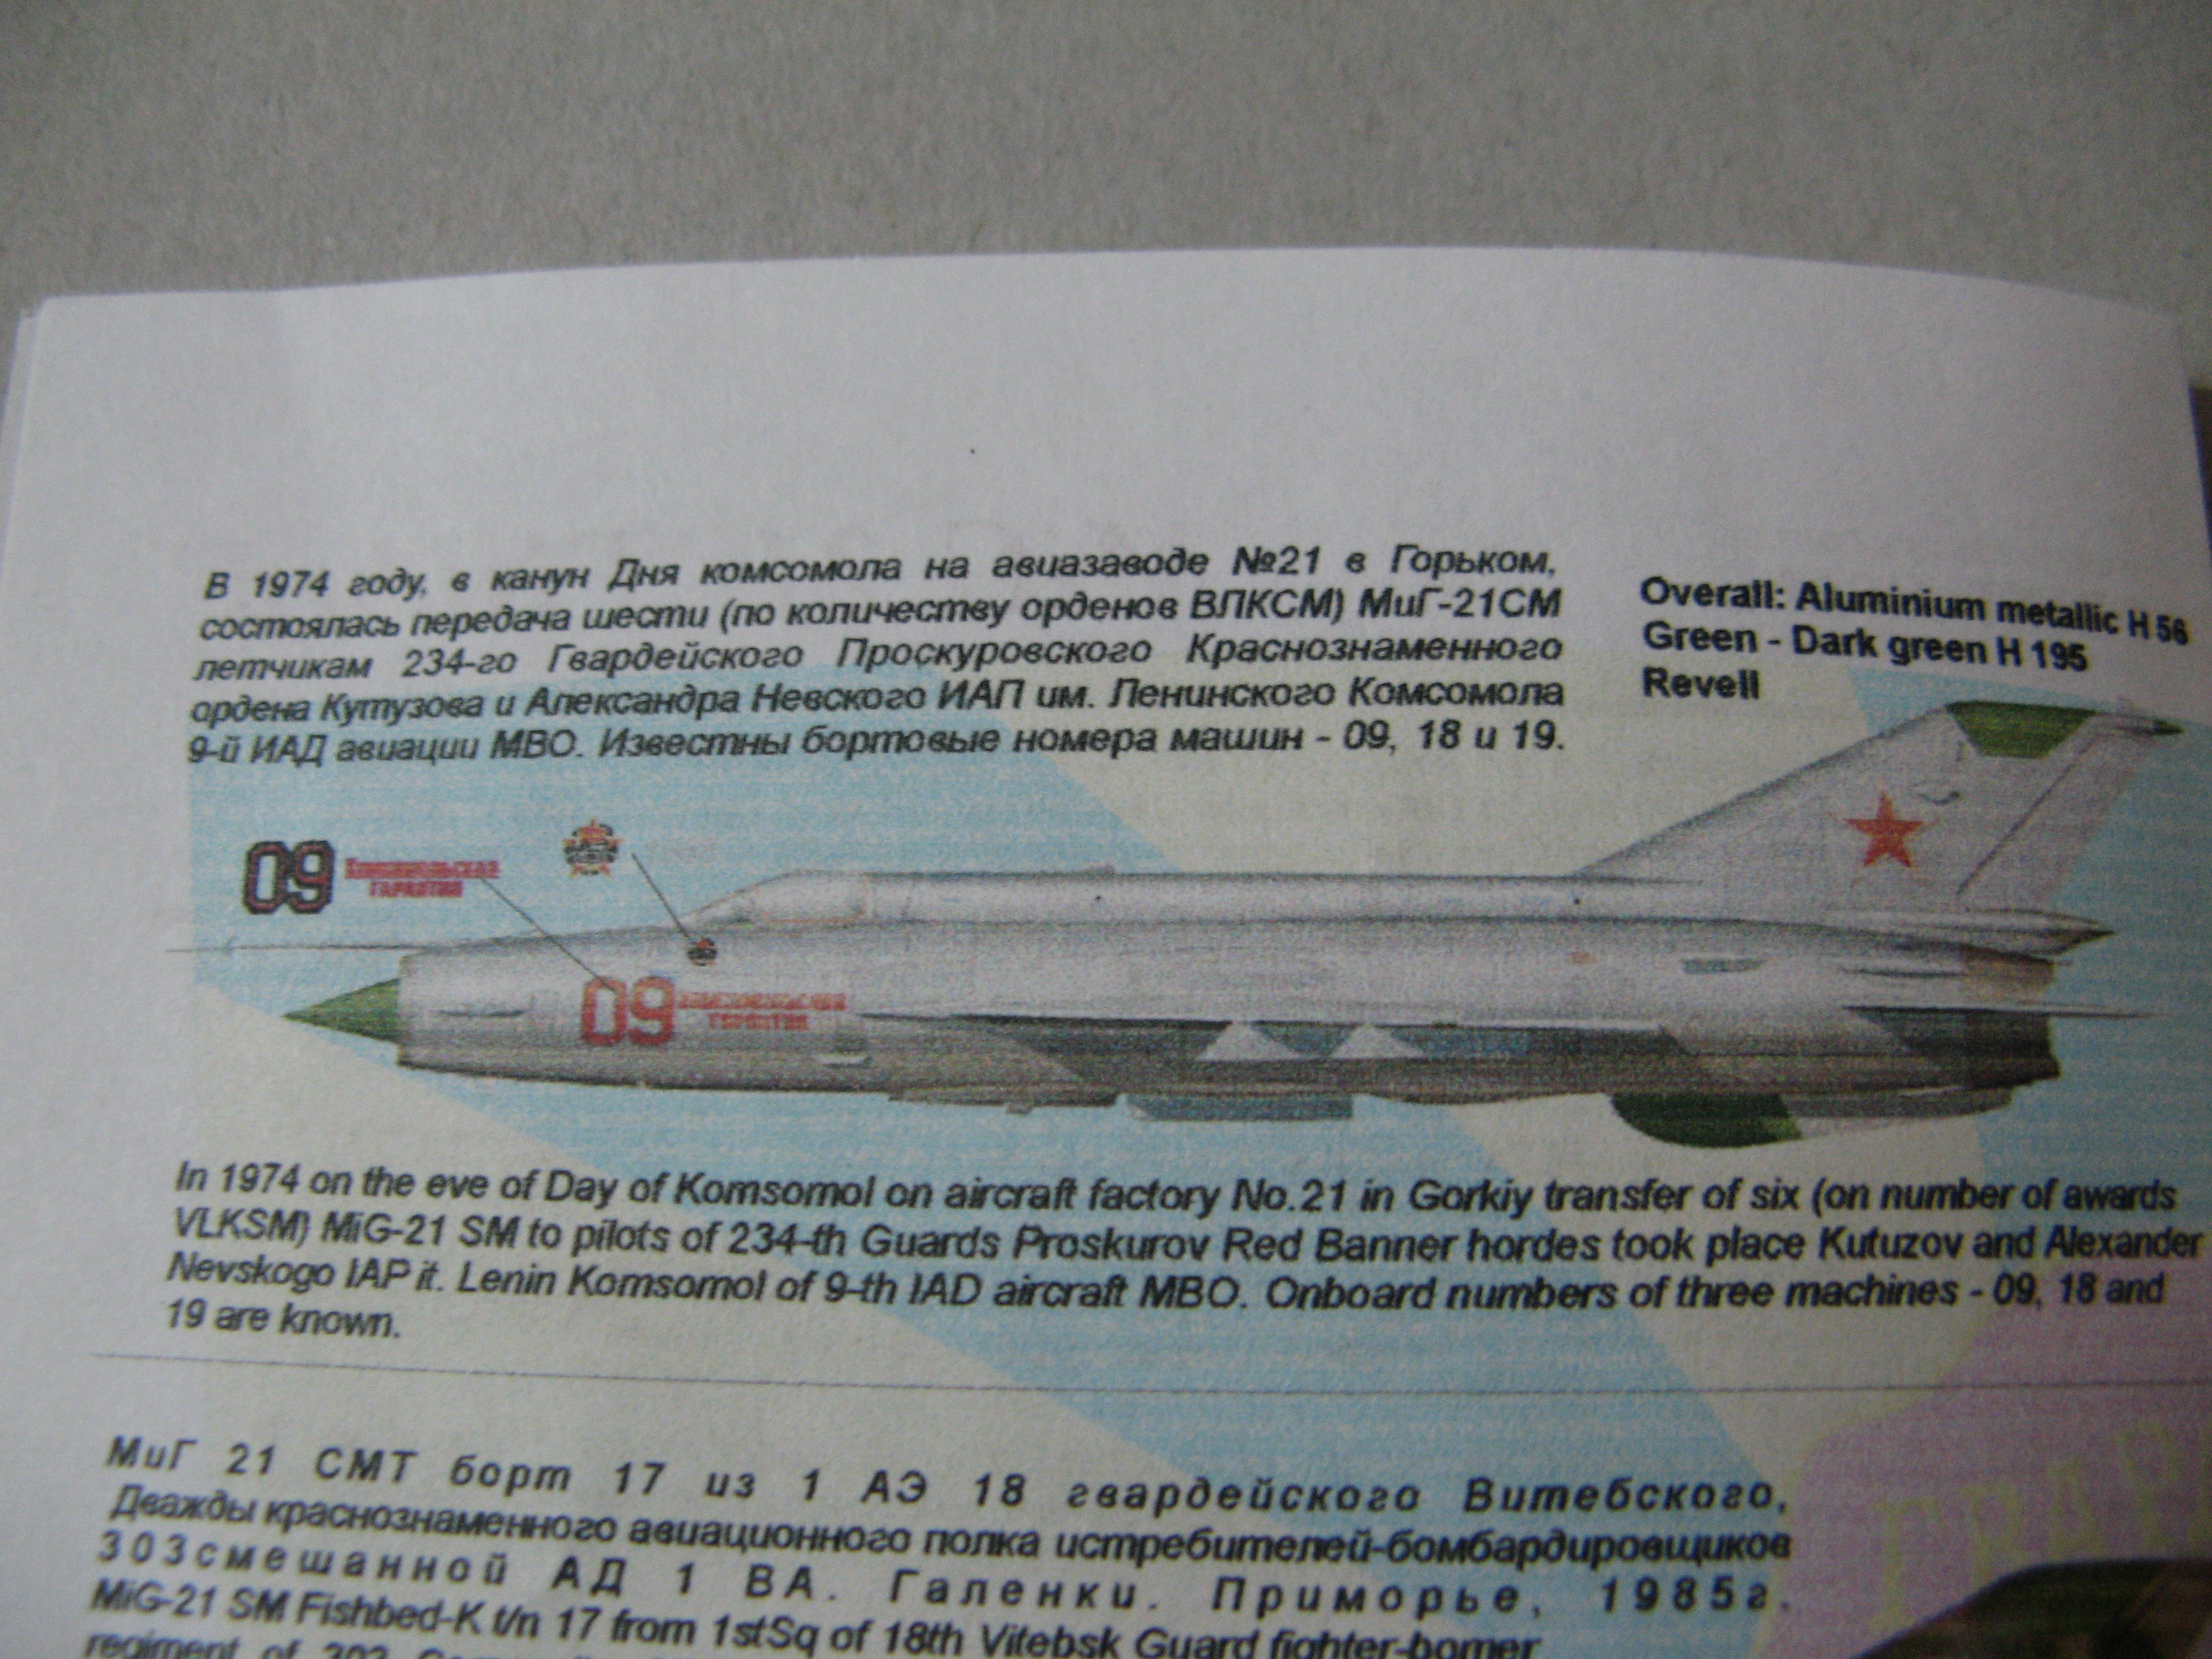 В 1974 году, в канун Дня комсомола на авиазаводе №21 в Горьком,
состоялась передача шести (по количеству орденов ВЛКСМ) МиГ-21СМ
летчикам 234-го Гвардейского Проскуровского Краснознаменного
ордена Кутузова и Александра Невского ИАП им. Ленинского Комсомола
9-й ИАД авиации МВО. Известны бортовые номера машин - 09, 18 и 19.
Overall: Aluminium metallic H 56
Green - Dark green H 195
Revell
09 Комсомольская
ГАРАНТИЯ
09 Комсомольская
ГАРАНТИЯ
In 1974 on the eve of Day of Komsomol on aircraft factory No.21 in Gorkiy transfer of six (on number of awards
VLKSM) MiG-21 SM to pilots of 234-th Guards Proskurov Red Banner hordes took place Kutuzov and Alexander
Nevskogo IAP it. Lenin Komsomol of 9-th IAD aircraft MBO. Onboard numbers of three machines - 09, 18 and
19 are known.
МиГ 21 СМТ борт 17 из 1 АЭ 18 гвардейского Витебского,
Дважды краснознаменного авиационного полка истребителей-бомбардировщиков
303смешанной АД 1 ВА. Галенки. Приморье, 1985г.
MiG-21 SM Fishbed-K t/n 17 from 1stSq of 18th Vitebsk Guard fighter-bomer
regiment of 303